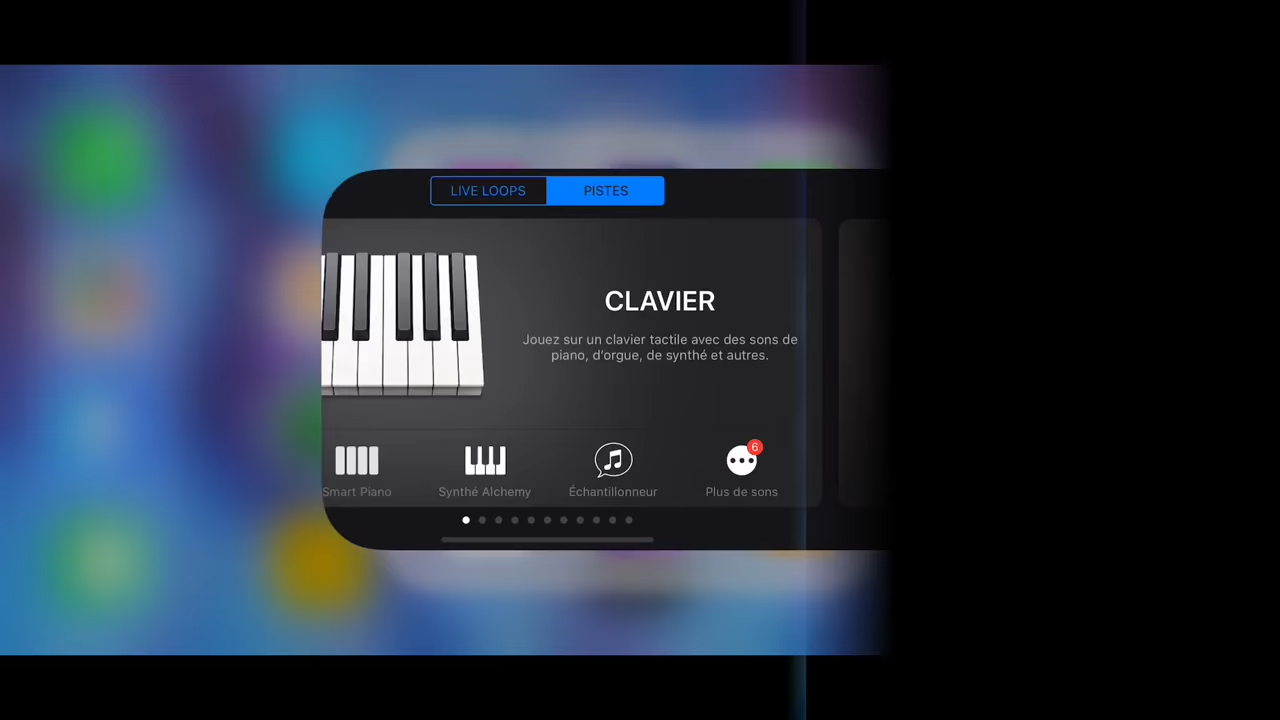 LIVE LOOPS
PISTES
CLAVIER
Jouez sur un clavier tactile avec des sons de
piano, d'orgue, de synthé et autres.
6
Smart Piano
Synthé Alchemy
Échantillonneur
Plus de sons